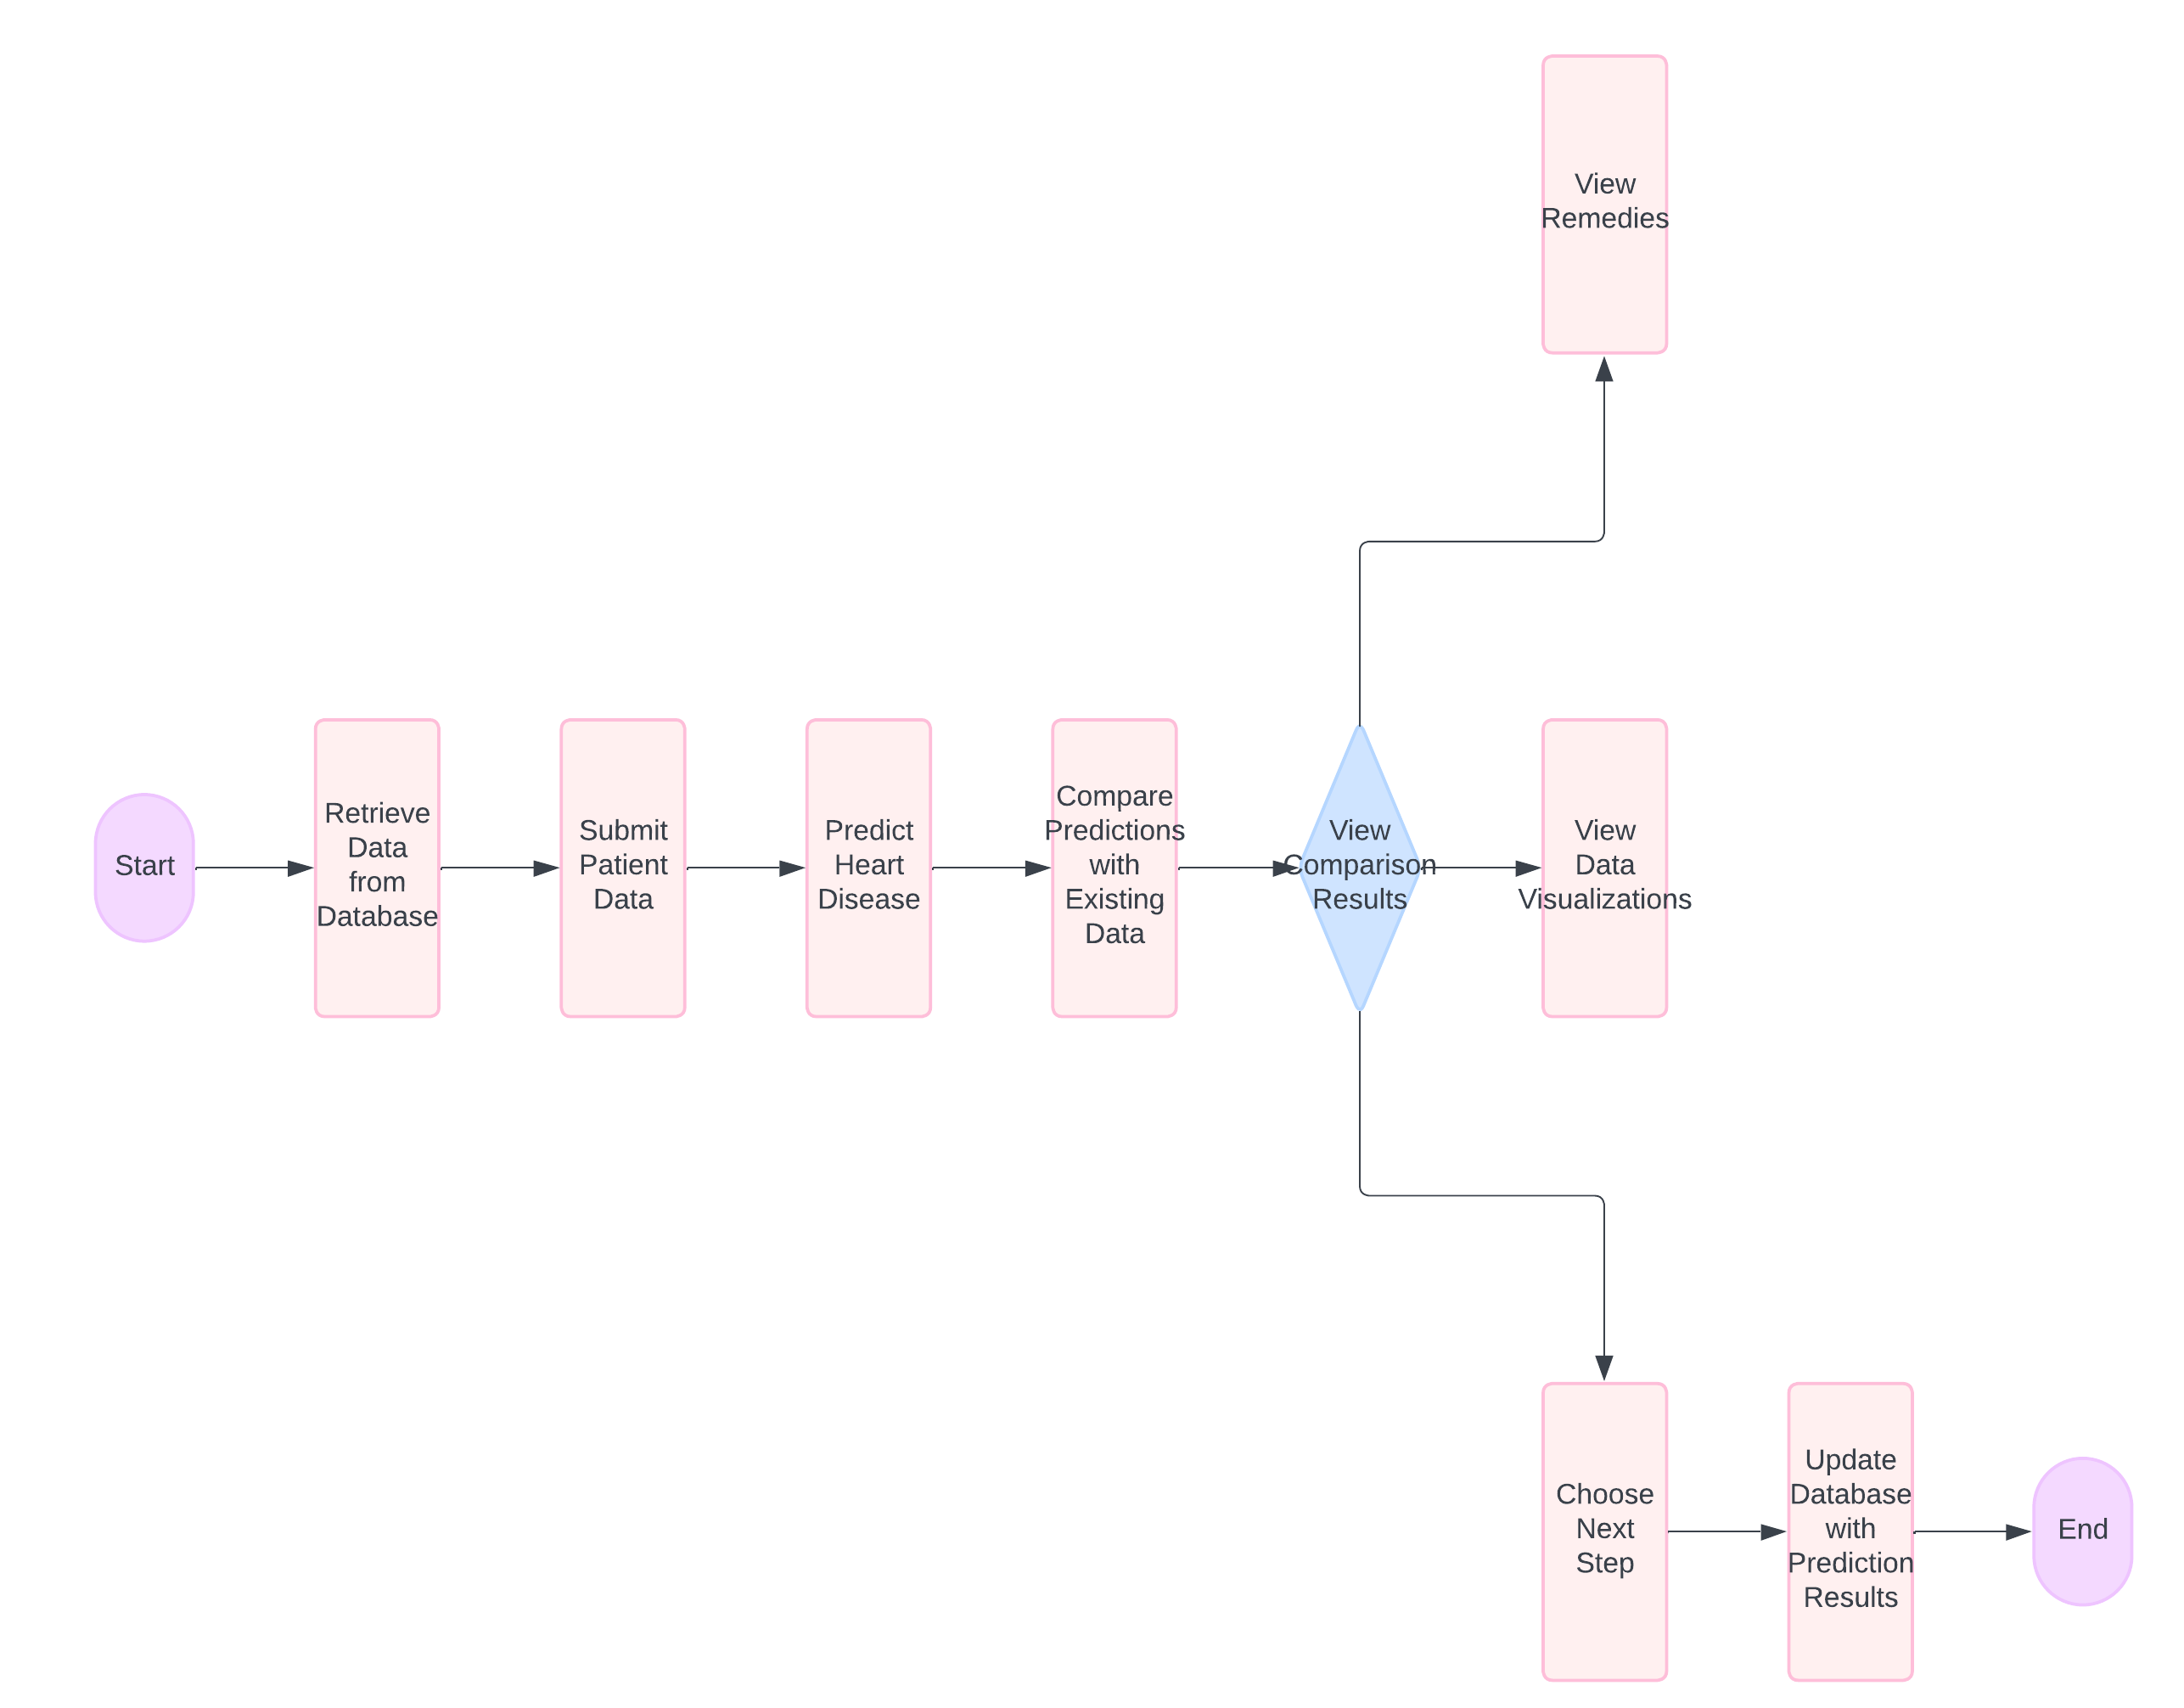 View
Remedies
Start
Retrieve
Data
from
Database
Submit
Patient
Data
Predict
Heart
Disease
Compare
Predictions
with
Existing
Data
View
Comparison
Results
View
Data
Visualizations
Choose
Next
Step
Update
Database
with
Prediction
Results
End